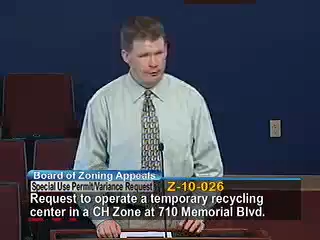 Board of Zoning Appeals
Special Use Permit/Variance Request
Z-10-026
Request to operate a temporary recycling
center in a CH Zone at 710 Memorial Blvd.